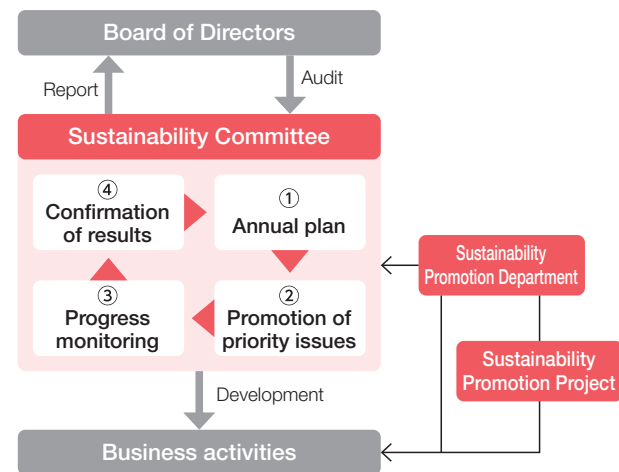 Board of Directors
Report
Audit
Sustainability Committee
④
Confirmation
of results
①
Annual plan
③
Progress
monitoring
②
Promotion of
priority issues
Sustainability
Promotion Department
Sustainability
Promotion Project
Development
Business activities